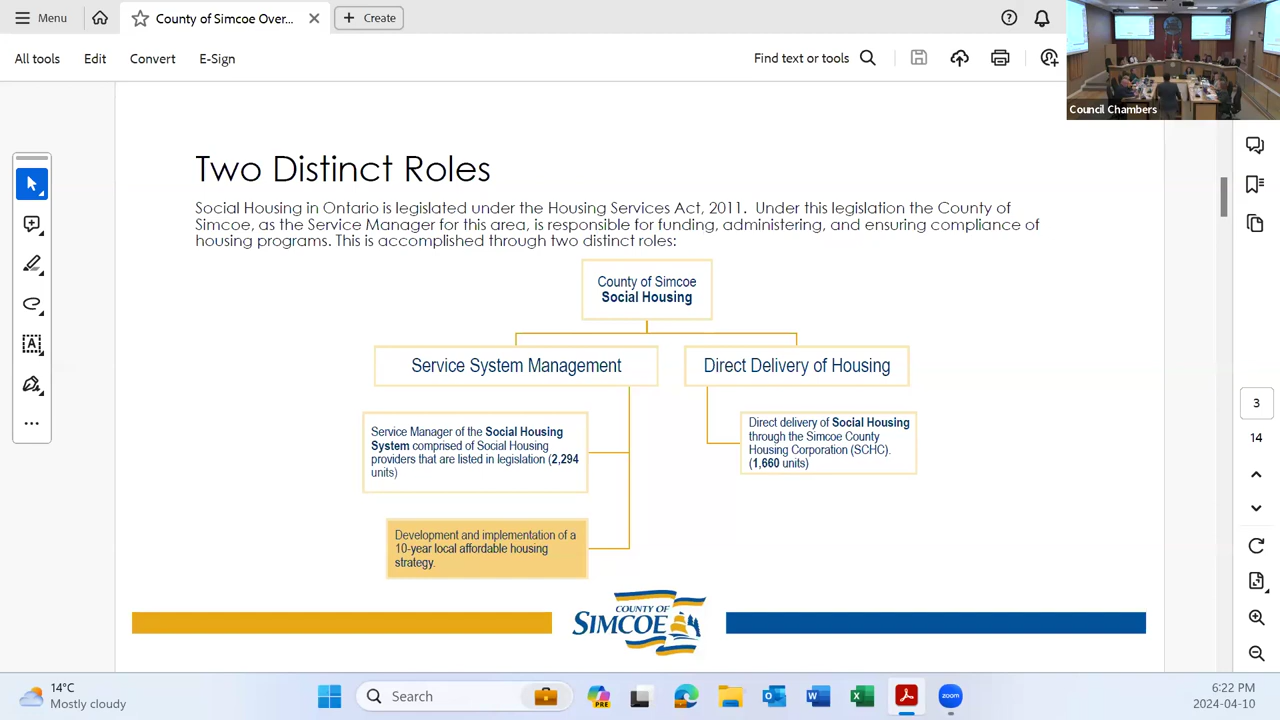 Menu
County of Simcoe Over...
Create
All tools
Edit
Convert
E-Sign
Find text or tools
Council Chambers
Two Distinct Roles
Social Housing in Ontario is legislated under the Housing Services Act, 2011. Under this legislation the County of
Simcoe, as the Service Manager for this area, is responsible for funding, administering, and ensuring compliance of
housing programs. This is accomplished through two distinct roles:
County of Simcoe
Social Housing
Service System Management
Direct Delivery of Housing
Service Manager of the Social Housing
System comprised of Social Housing
providers that are listed in legislation (2,294
units)
Direct delivery of Social Housing
through the Simcoe County
Housing Corporation (SCHC).
(1,660 units)
Development and implementation of a
10-year local affordable housing
strategy.
COUNTY OF
SIMCOE
3
14
14°C
Mostly cloudy
Search
PRE
zoom
6:22 PM
2024-04-10